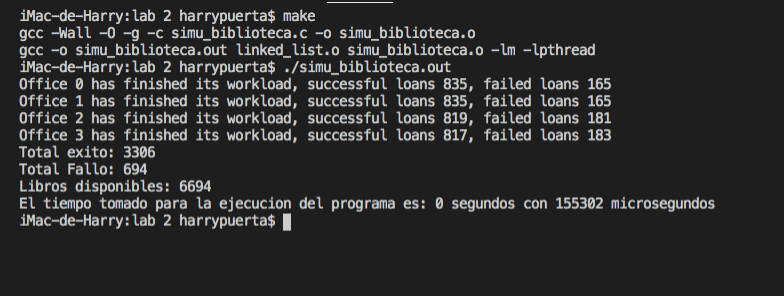 iMac-de-Harry:lab 2 harrypuerta$ make
gcc -Wall -O -g -c simu_biblioteca.c -o simu_biblioteca.o
gcc -o simu_biblioteca.out linked_list.o simu_biblioteca.o -lm -lpthread
iMac-de-Harry:lab 2 harrypuerta$ ./simu_biblioteca.out
Office 0 has finished its workload, successful loans 835, failed loans 165
Office 1 has finished its workload, successful loans 835, failed loans 165
Office 2 has finished its workload, successful loans 819, failed loans 181
Office 3 has finished its workload, successful loans 817, failed loans 183
Total exito: 3306
Total Fallo: 694
Libros disponibles: 6694
El tiempo tomado para la ejecucion del programa es: 0 segundos con 155302 microsegundos
iMac-de-Harry:lab 2 harrypuerta$